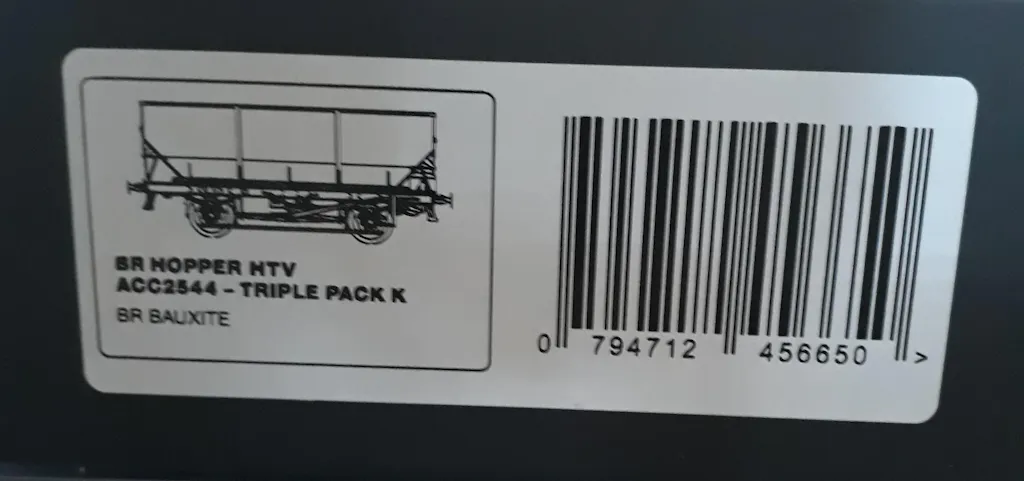 BR HOPPER HTV
ACC2544 - TRIPLE PACK K
BR BAUXITE
0 794712 456650 >